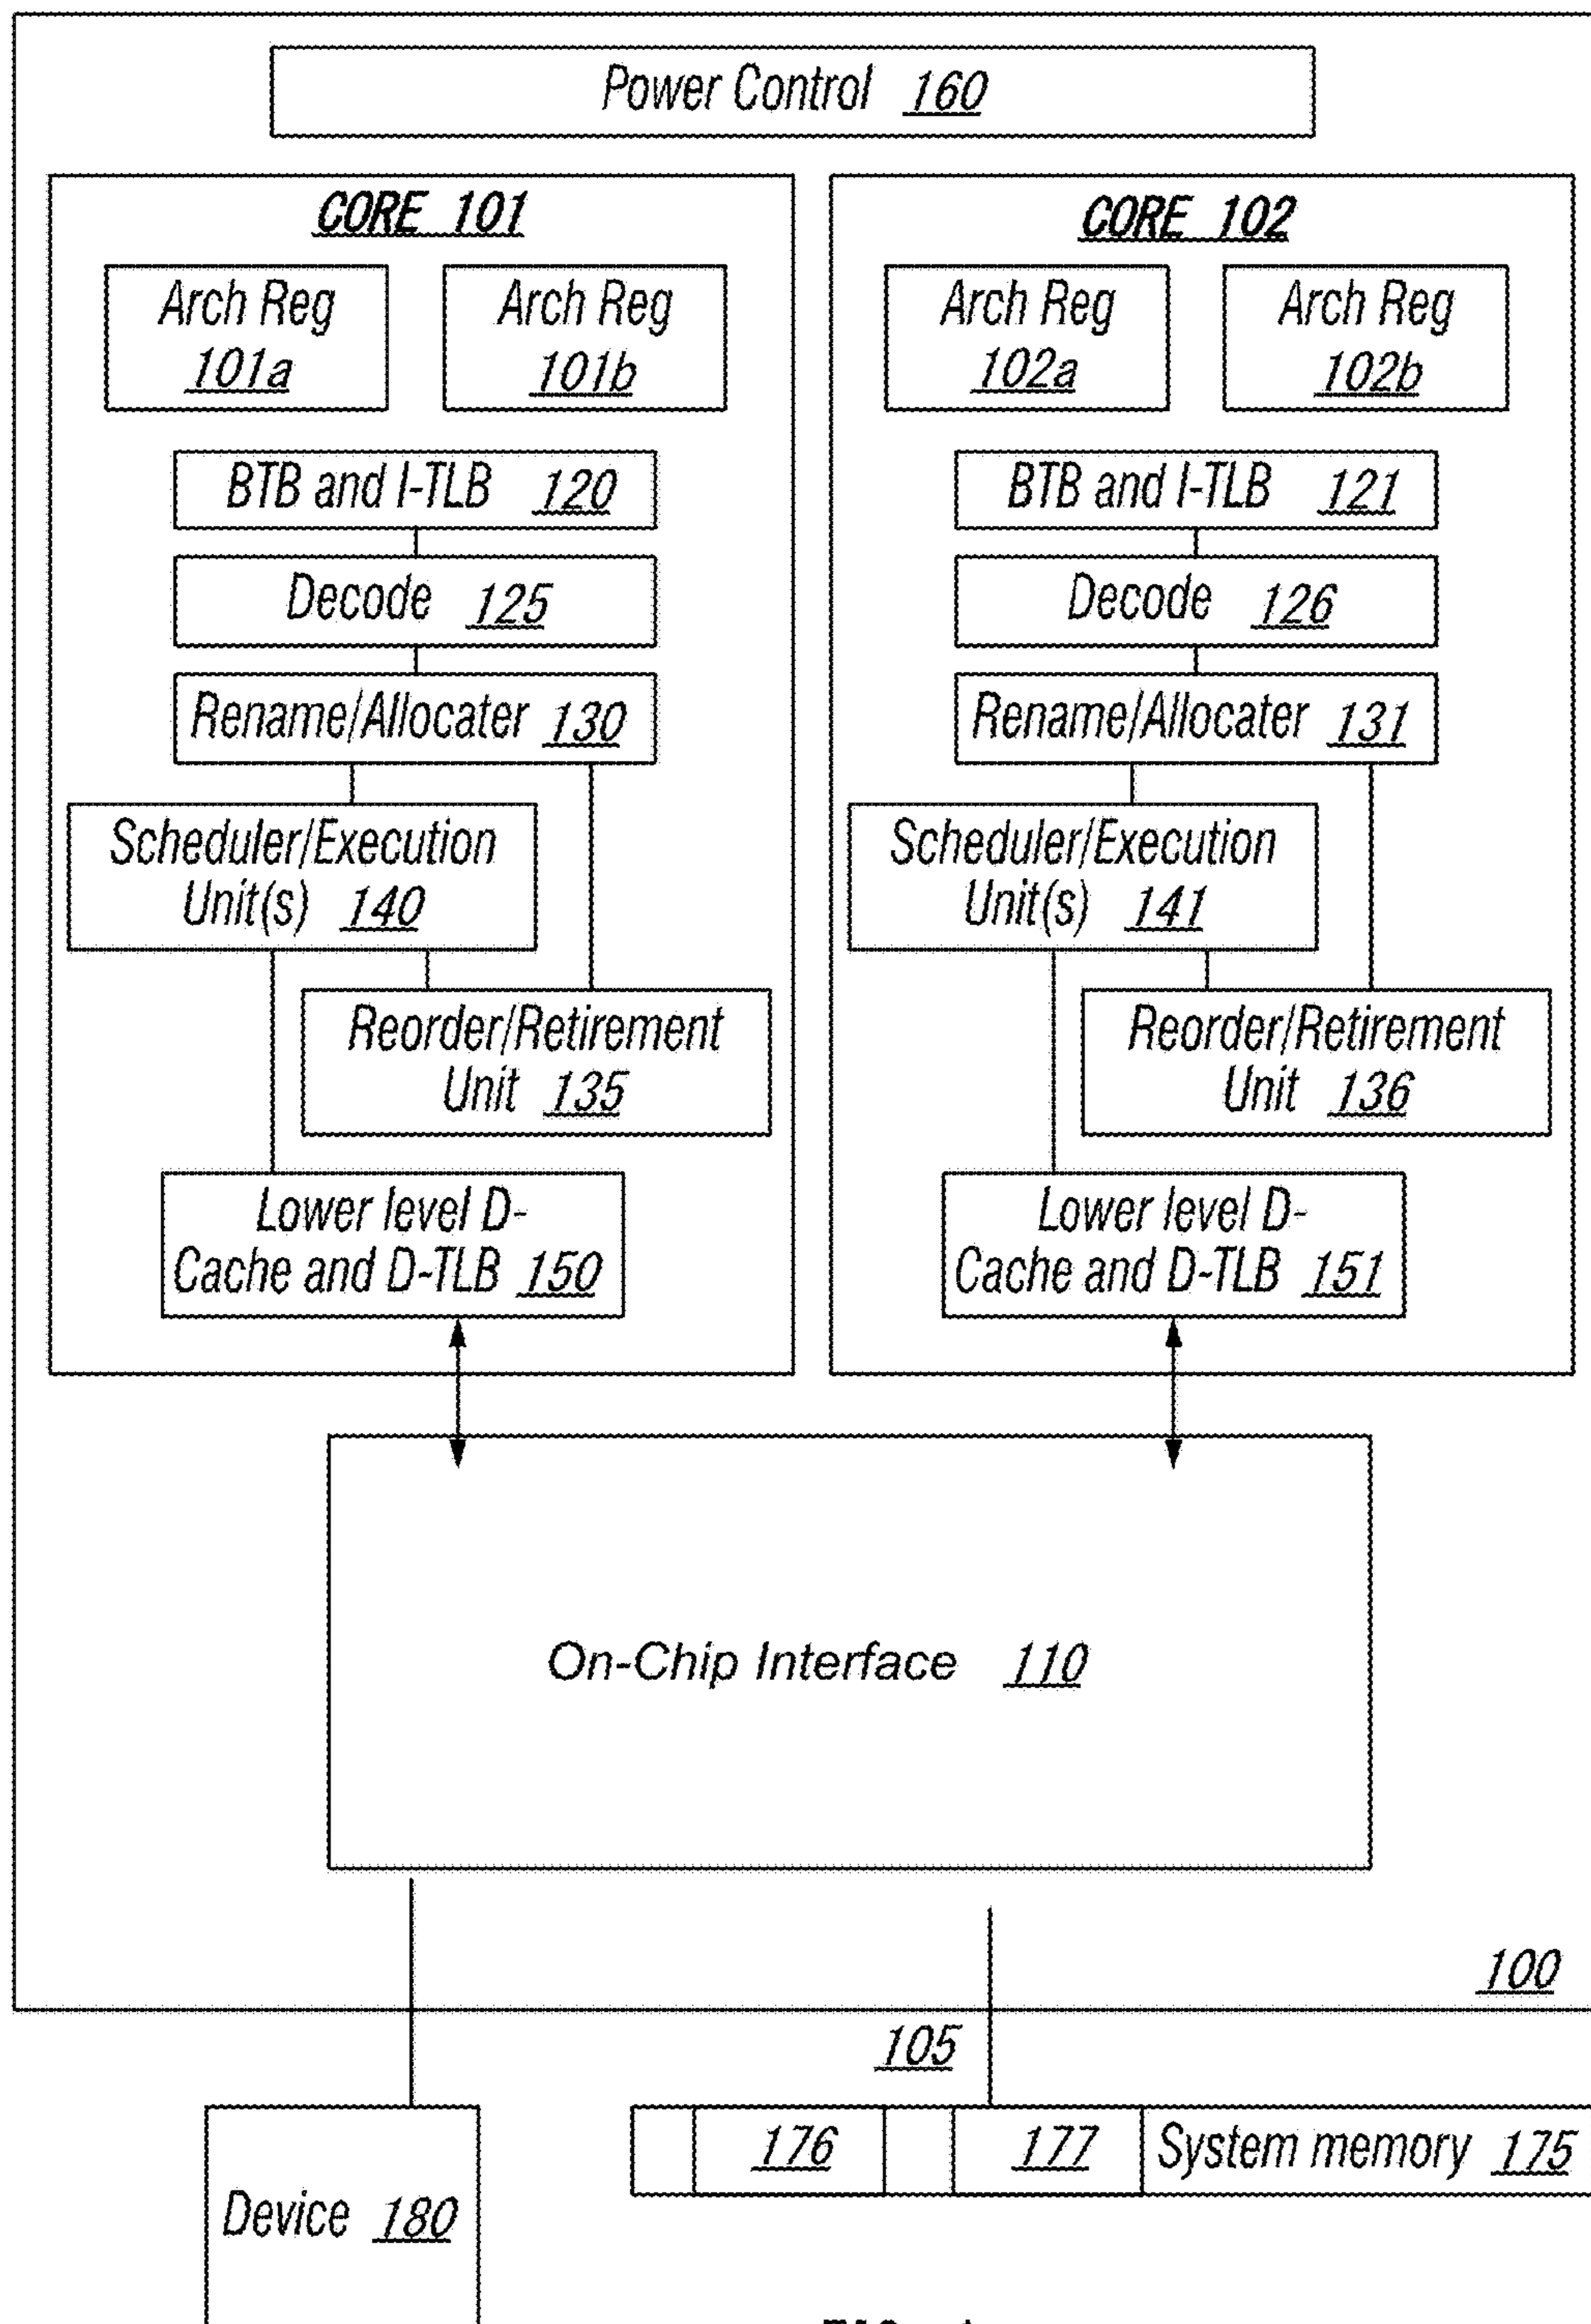 Power Control 160
CORE 101
Arch Reg
101a
Arch Reg
101b
BTB and I-TLB 120
Decode 125
Rename/Allocater 130
Scheduler/Execution
Unit(s) 140
Reorder/Retirement
Unit 135
Lower level D-
Cache and D-TLB 150
CORE 102
Arch Reg
102a
Arch Reg
102b
BTB and I-TLB 121
Decode 126
Rename/Allocater 131
Scheduler/Execution
Unit(s) 141
Reorder/Retirement
Unit 136
Lower level D-
Cache and D-TLB 151
On-Chip Interface 110
100
105
176
177
System memory 175
Device 180